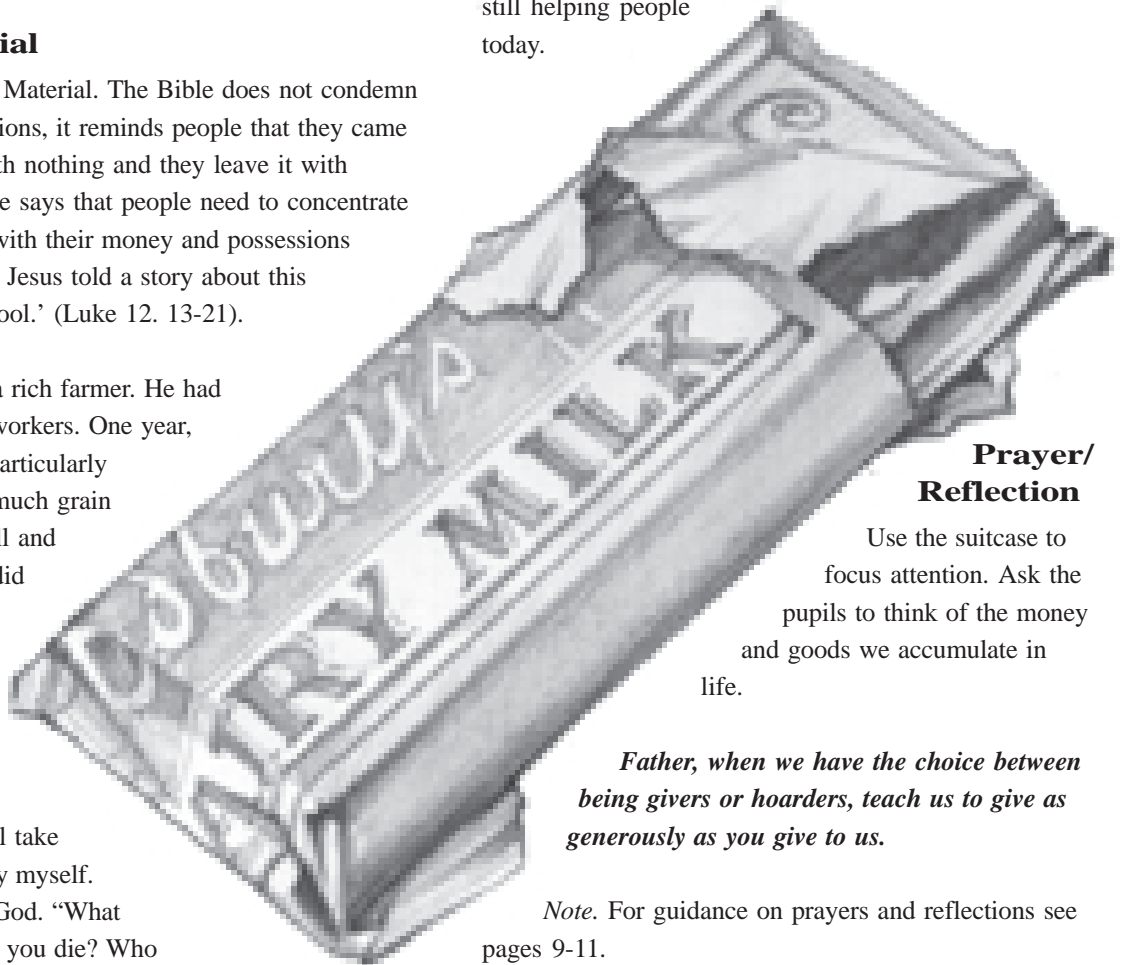 ial
Material. The Bible does not condemn
ions, it reminds people that they came
th nothing and they leave it with
e says that people need to concentrate
with their money and possessions
Jesus told a story about this
ool.’ (Luke 12. 13-21).
a rich farmer. He had
workers. One year,
articularly
much grain
ll and
did
l take
y myself.
God. “What
you die? Who
sbury's
AIRY MILK
still helping people
today.
Prayer/
Reflection
Use the suitcase to
focus attention. Ask the
pupils to think of the money
and goods we accumulate in
life.
Father, when we have the choice between
being givers or hoarders, teach us to give as
generously as you give to us.
Note. For guidance on prayers and reflections see
pages 9-11.